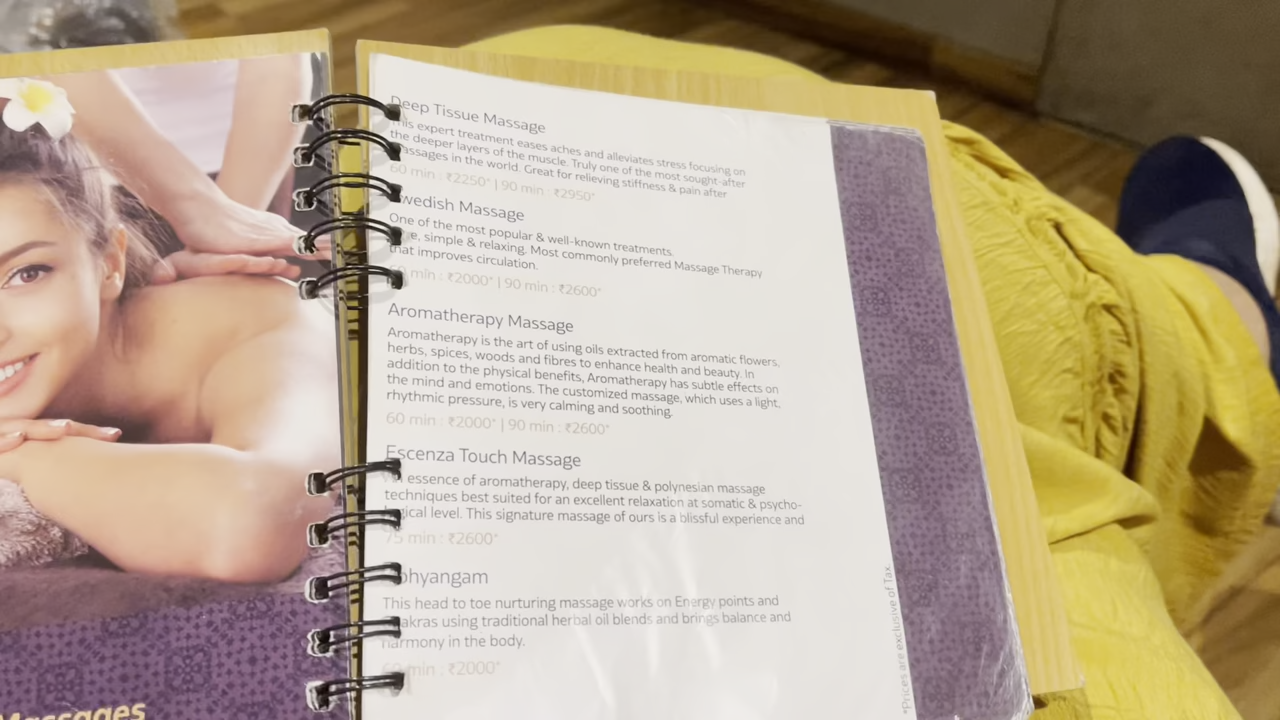 Massages
Deep Tissue Massage
This expert treatment eases aches and alleviates stress focusing on
the deeper layers of the muscle. Truly one of the most sought-after
massages in the world. Great for relieving stiffness & pain after
60 min : ₹2250* | 90 min : ₹2950*
Swedish Massage
One of the most popular & well-known treatments.
simple & relaxing. Most commonly preferred Massage Therapy
that improves circulation.
60 min : ₹2000* | 90 min : ₹2600*
Aromatherapy Massage
Aromatherapy is the art of using oils extracted from aromatic flowers,
herbs, spices, woods and fibres to enhance health and beauty. In
addition to the physical benefits, Aromatherapy has subtle effects on
the mind and emotions. The customized massage, which uses a light,
rhythmic pressure, is very calming and soothing.
60 min : ₹2000* | 90 min : ₹2600*
Escenza Touch Massage
essence of aromatherapy, deep tissue & polynesian massage
techniques best suited for an excellent relaxation at somatic & psycho-
logical level. This signature massage of ours is a blissful experience and
75 min : ₹2600*
Abhyangam
This head to toe nurturing massage works on Energy points and
chakras using traditional herbal oil blends and brings balance and
harmony in the body.
60 min : ₹2000*
*Prices are exclusive of Tax.